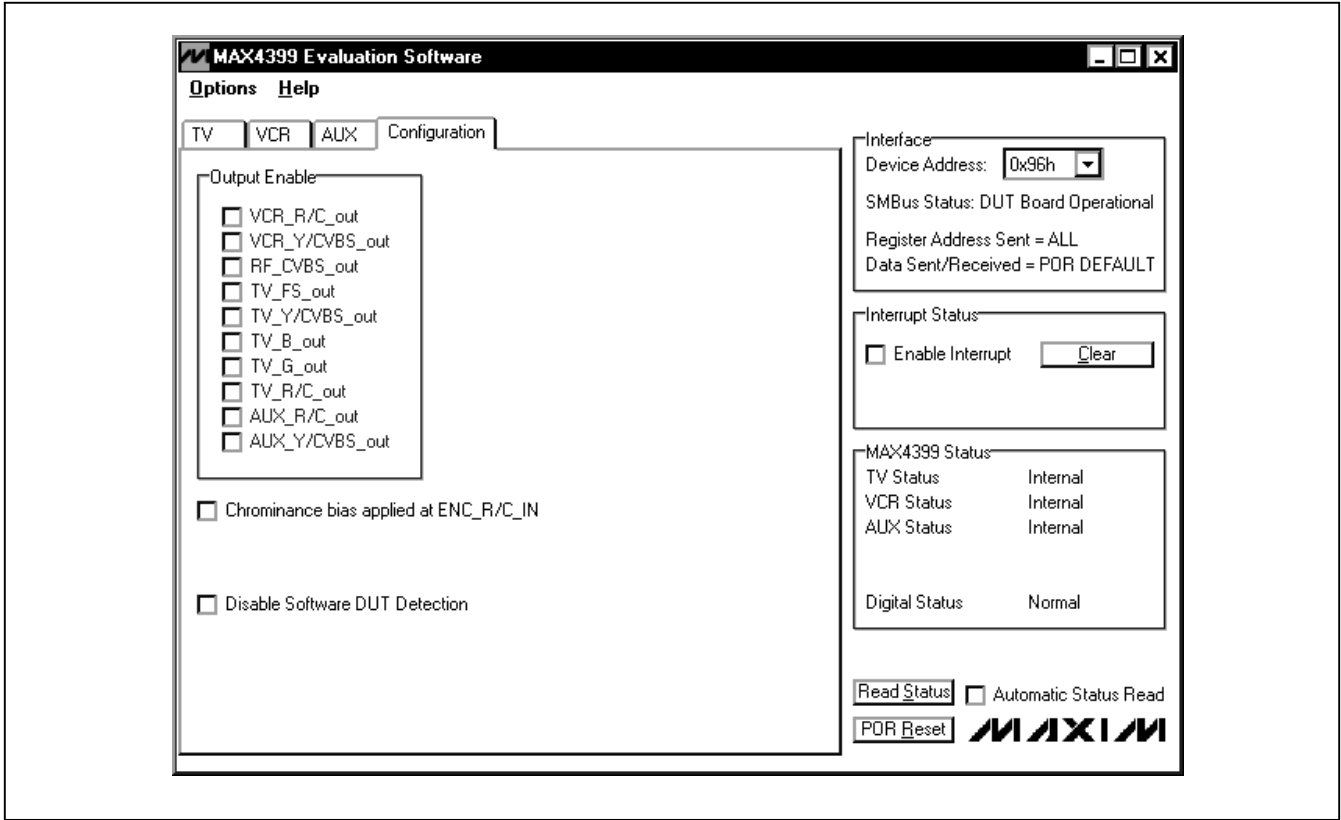 MAX4399 Evaluation Software
Options Help
TV VCR AUX Configuration
Output Enable
VCR_R/C_out
VCR_Y/CVBS_out
RF_CVBS_out
TV_FS_out
TV_Y/CVBS_out
TV_B_out
TV_G_out
TV_R/C_out
AUX_R/C_out
AUX_Y/CVBS_out
Chrominance bias applied at ENC_R/C_IN
Disable Software DUT Detection
Interface
Device Address: 0x96h
SMBus Status: DUT Board Operational
Register Address Sent = ALL
Data Sent/Received = POR DEFAULT
Interrupt Status
Enable Interrupt Clear
MAX4399 Status
TV Status Internal
VCR Status Internal
AUX Status Internal
Digital Status Normal
Read Status Automatic Status Read
POR Reset MAXIM